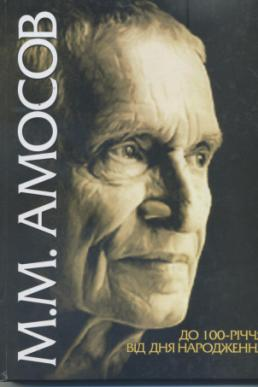 М.М. АМОСОВ
ДО 100-РІЧЧ
ВІД ДНЯ НАРОДЖЕНН